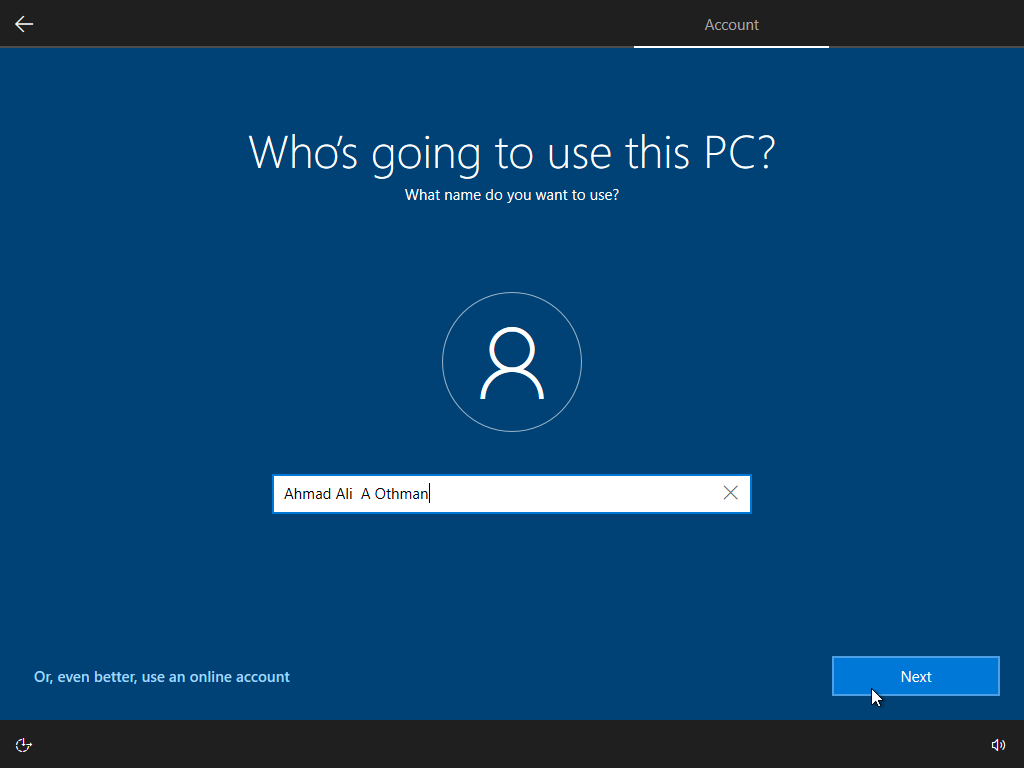 Account
Who's going to use this PC?
What name do you want to use?
Ahmad Ali  A Othman
Or, even better, use an online account
Next